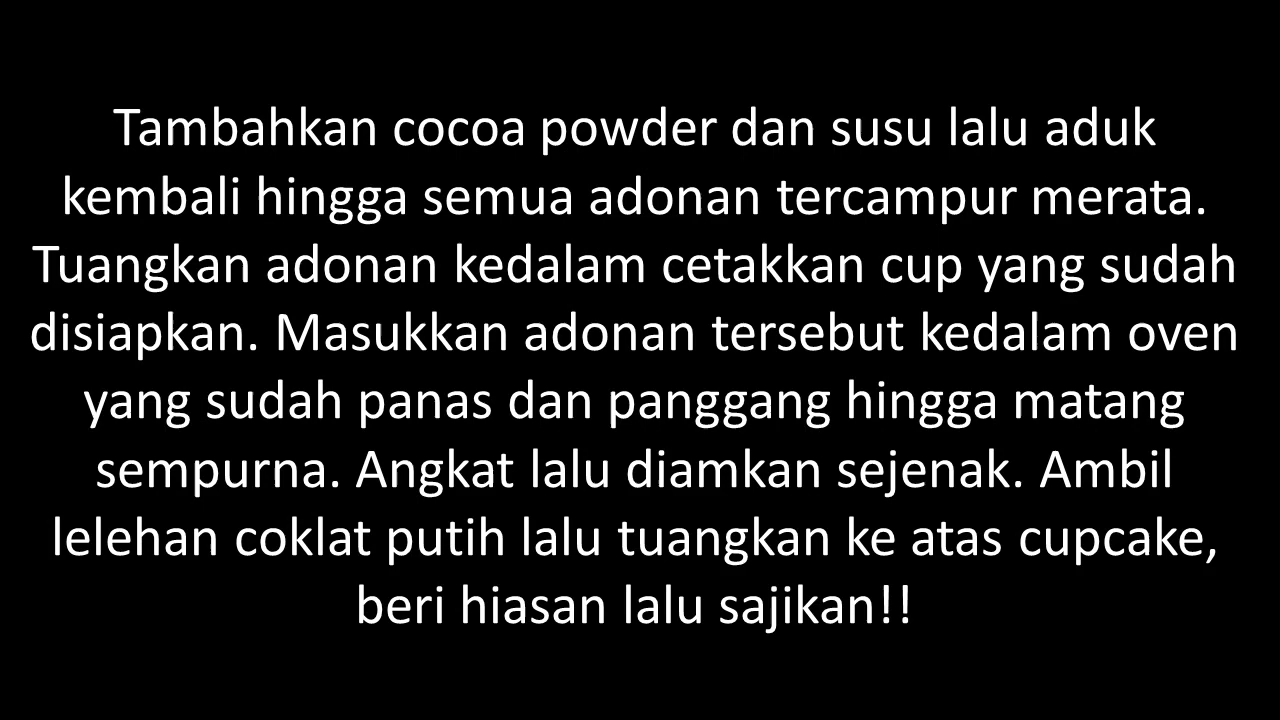 Tambahkan cocoa powder dan susu lalu aduk
kembali hingga semua adonan tercampur merata.
Tuangkan adonan kedalam cetakkan cup yang sudah
disiapkan. Masukkan adonan tersebut kedalam oven
yang sudah panas dan panggang hingga matang
sempurna. Angkat lalu diamkan sejenak. Ambil
lelehan coklat putih lalu tuangkan ke atas cupcake,
beri hiasan lalu sajikan!!